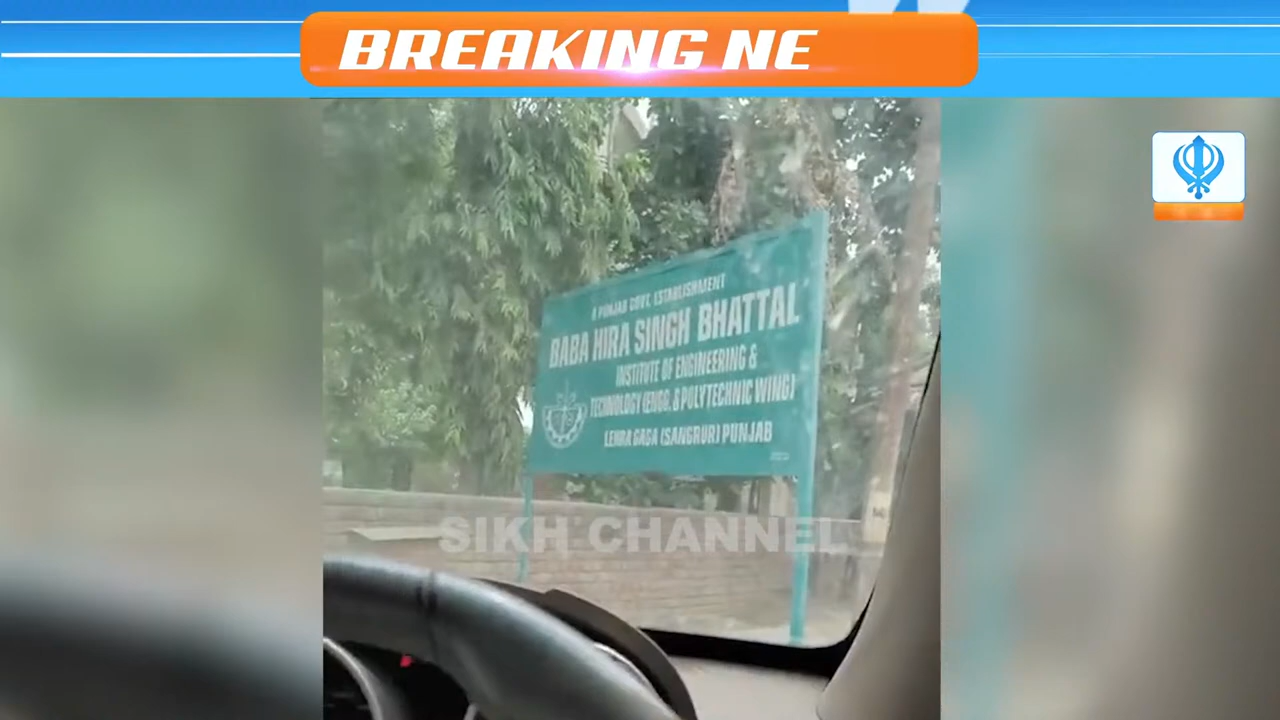 BREAKING NE
A PUNJAB GOVT. ESTABLISHMENT
BABA HIRA SINGH BHATTAL
INSTITUTE OF ENGINEERING &
TECHNOLOGY (ENGG. & POLYTECHNIC WING)
LEHRA GAGA (SANGRUR) PUNJAB
SIKH CHANNEL